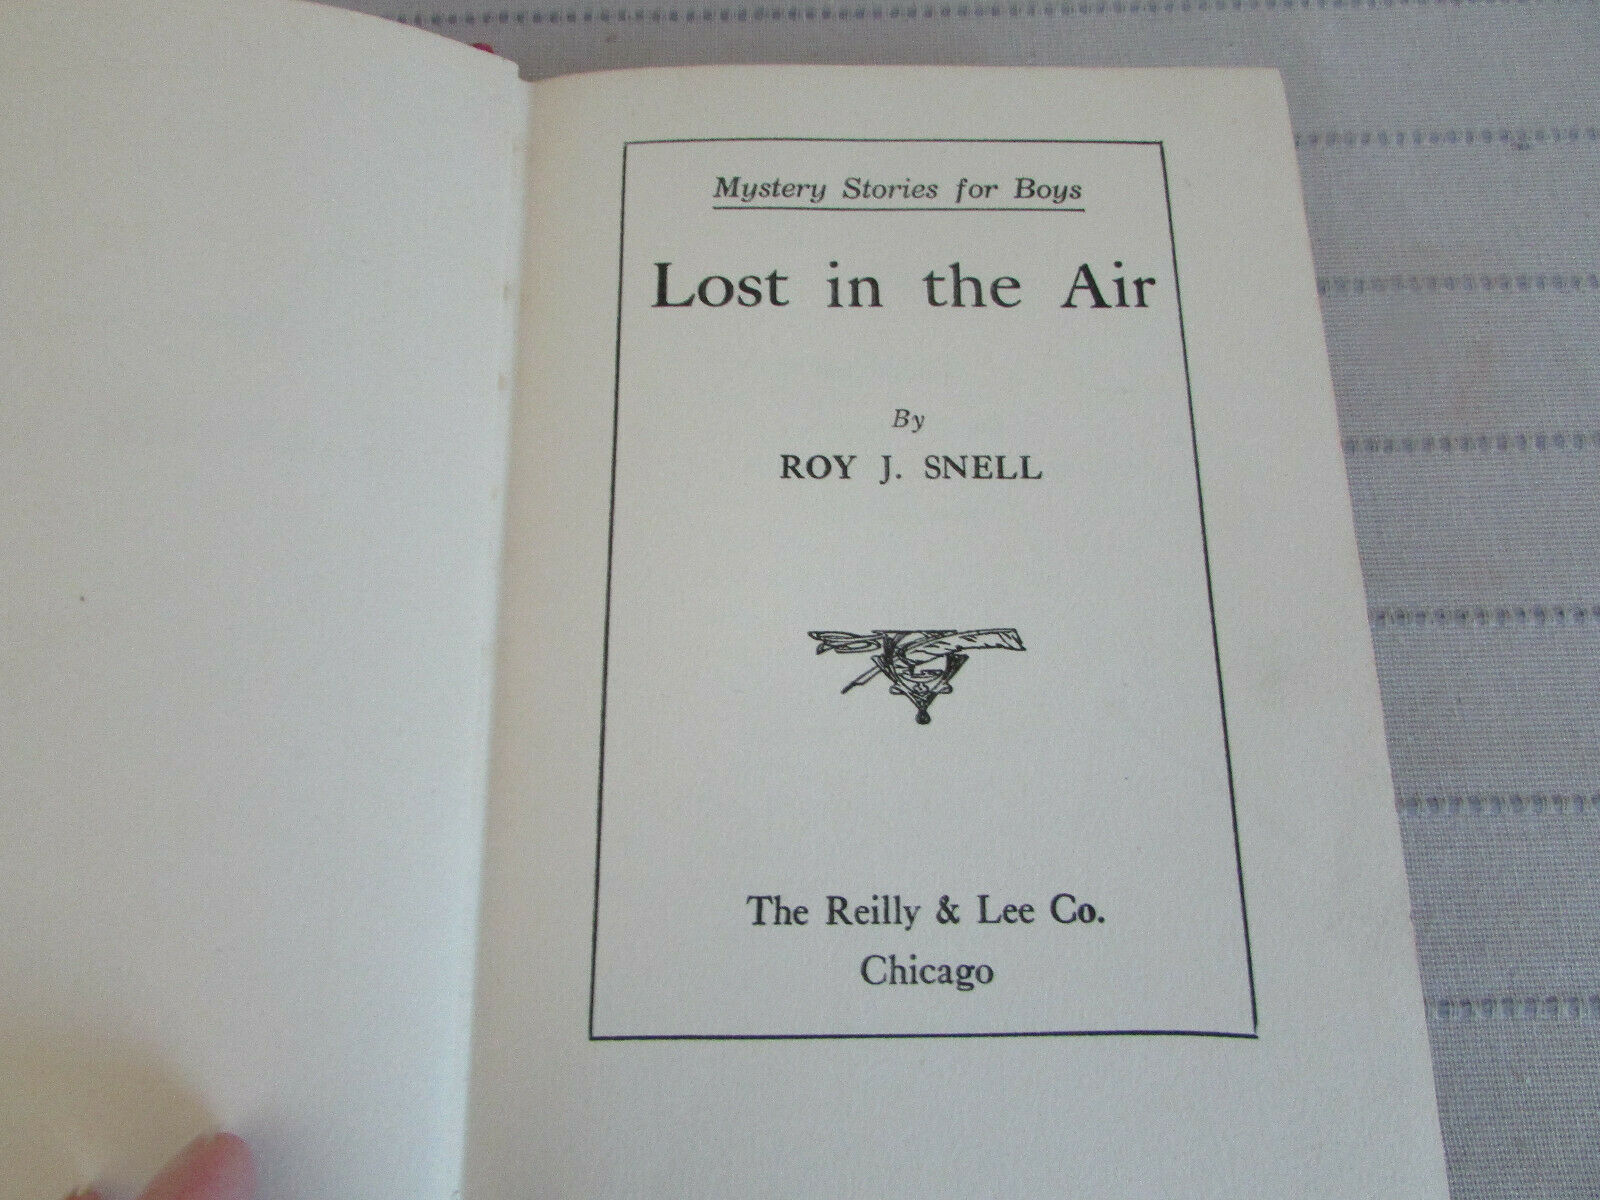 Mystery Stories for Boys
Lost in the Air
By
ROY J. SNELL
The Reilly & Lee Co.
Chicago